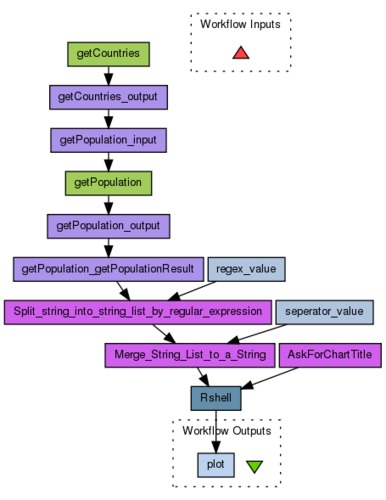 Workflow Inputs
getCountries
getCountries_output
getPopulation_input
getPopulation
getPopulation_output
getPopulation_getPopulationResult
regex_value
Split_string_into_string_list_by_regular_expression
seperator_value
Merge_String_List_to_a_String
AskForChartTitle
Rshell
Workflow Outputs
plot